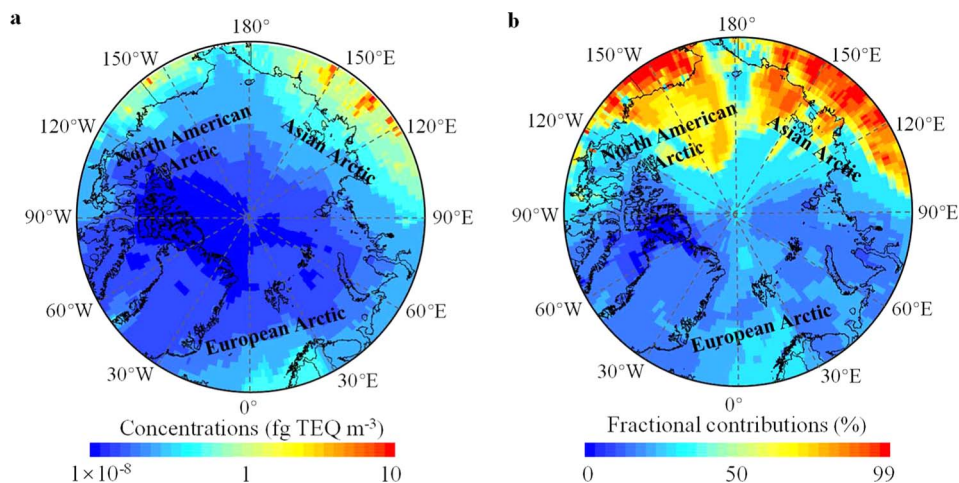 a
180°
150°W
150°E
120°W
120°E
North American
Arctic
Asian Arctic
90°W
90°E
60°W
60°E
European Arctic
30°W
30°E
0°
Concentrations (fg TEQ m⁻³)
1×10⁻⁸ 1 10
b
180°
150°W
150°E
120°W
120°E
North American
Arctic
Asian Arctic
90°W
90°E
60°W
60°E
European Arctic
30°W
30°E
0°
Fractional contributions (%)
0 50 99